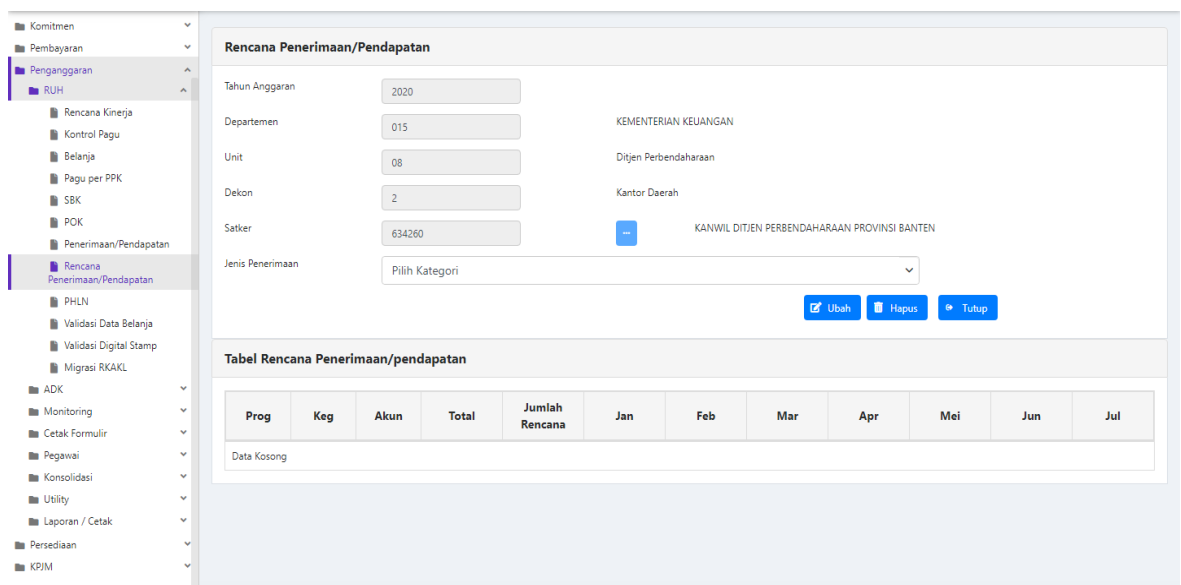 Komitmen
Pembayaran
Penganggaran
RUH
Rencana Kinerja
Kontrol Pagu
Belanja
Pagu per PPK
SBK
POK
Penerimaan/Pendapatan
Rencana
Penerimaan/Pendapatan
PHLN
Validasi Data Belanja
Validasi Digital Stamp
Migrasi RKAKL
ADK
Monitoring
Cetak Formulir
Pegawai
Konsolidasi
Utility
Laporan / Cetak
Persediaan
KPJM
Rencana Penerimaan/Pendapatan
Tahun Anggaran 2020
Departemen 015 KEMENTERIAN KEUANGAN
Unit 08 Ditjen Perbendaharaan
Dekon 2 Kantor Daerah
Satker 634260 ... KANWIL DITJEN PERBENDAHARAAN PROVINSI BANTEN
Jenis Penerimaan Pilih Kategori
Ubah Hapus Tutup
Tabel Rencana Penerimaan/pendapatan
Prog Keg Akun Total Jumlah Rencana Jan Feb Mar Apr Mei Jun Jul
Data Kosong